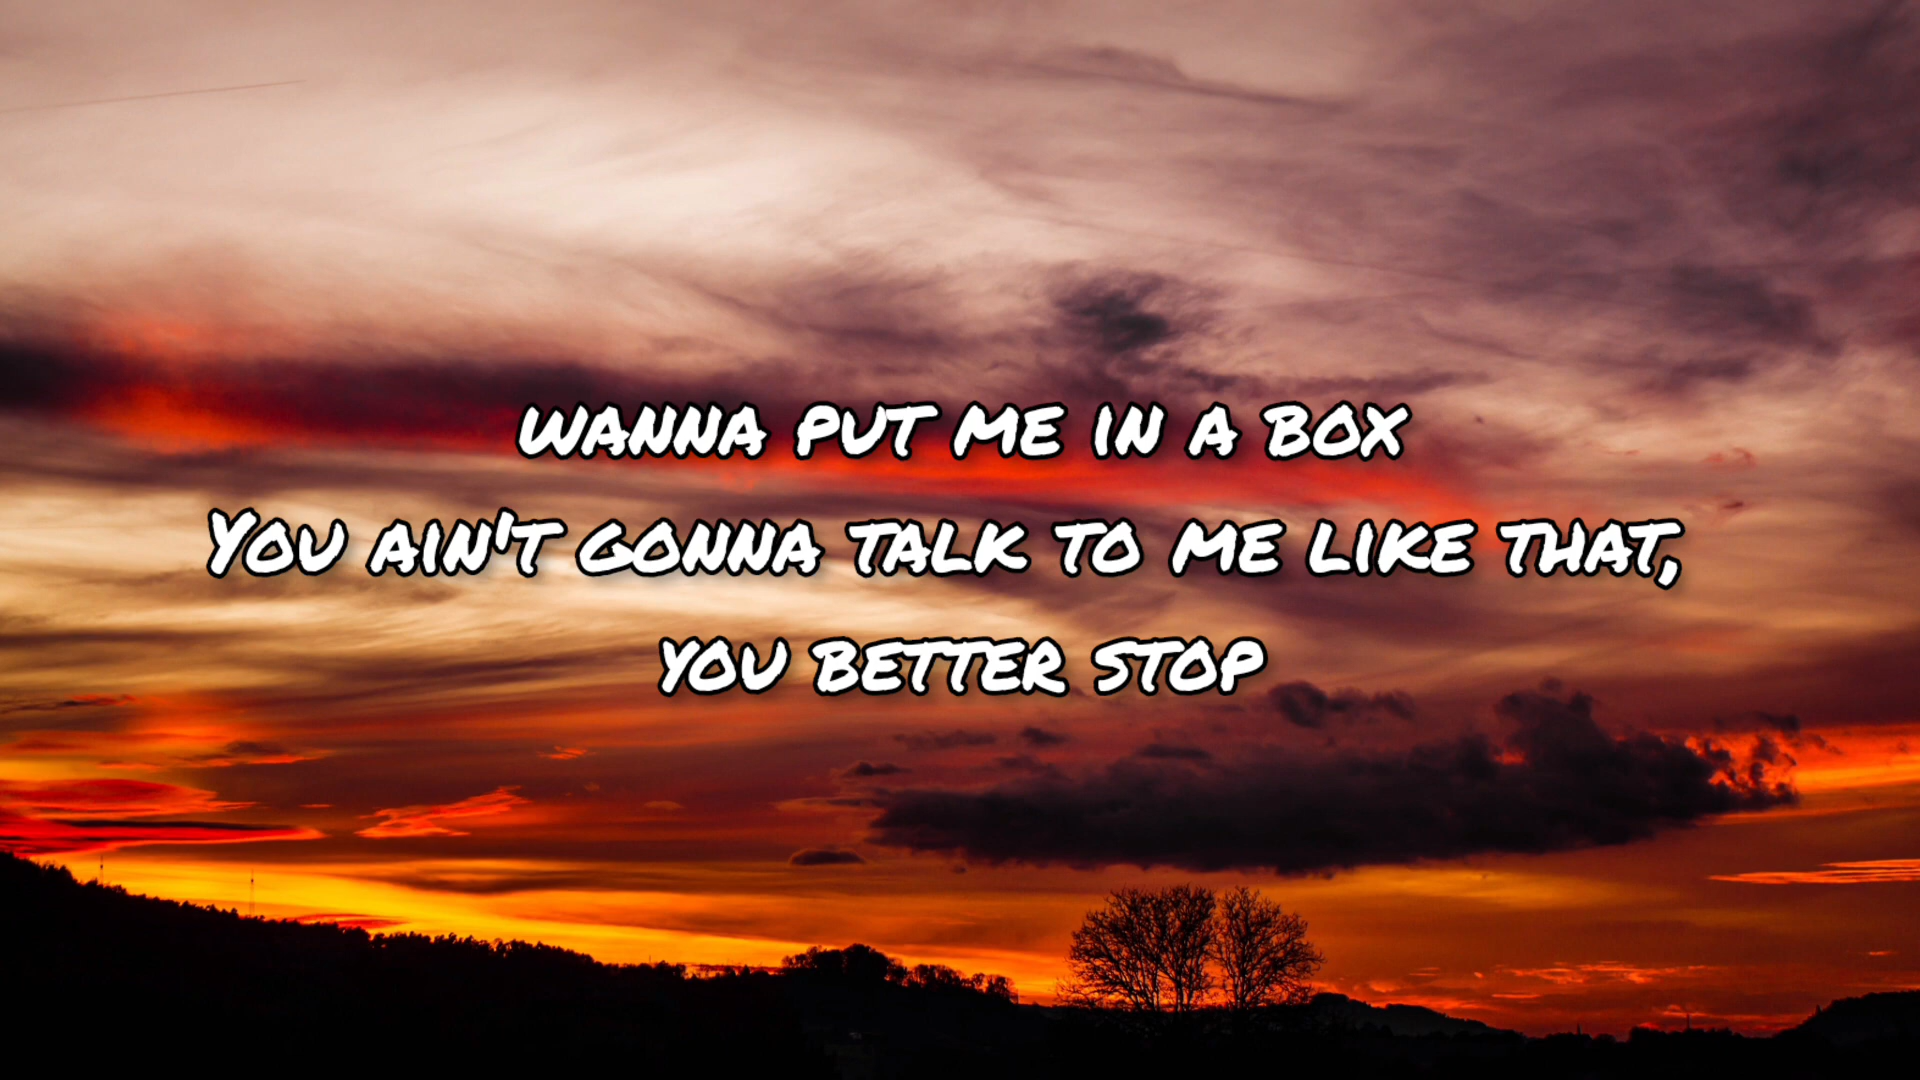 wanna put me in a box
You ain't gonna talk to me like that,
you better stop